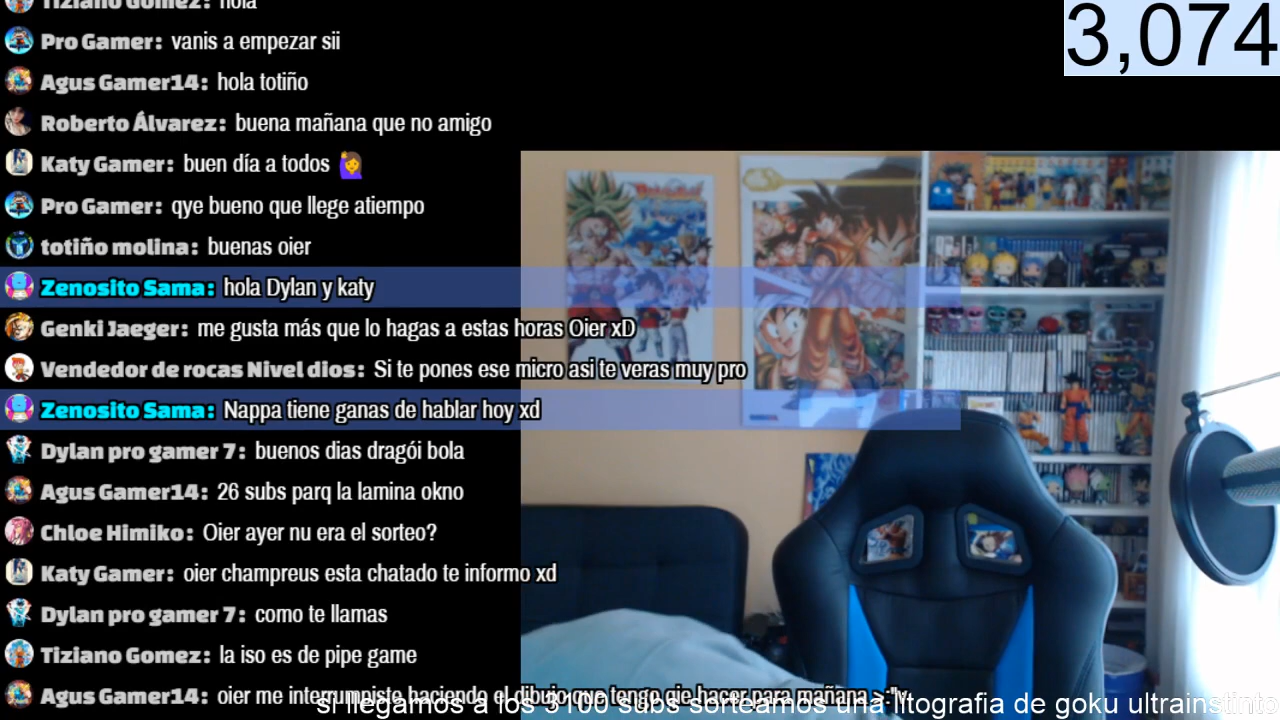 Tiziano Gomez: hola
3,074
Pro Gamer: vanis a empezar sii
Agus Gamer14: hola totiño
Roberto Álvarez: buena mañana que no amigo
Katy Gamer: buen día a todos 🙋‍♀️
Pro Gamer: qye bueno que llege atiempo
totiño molina: buenas oier
Zenosito Sama: hola Dylan y katy
Genki Jaeger: me gusta más que lo hagas a estas horas Oier xD
Vendedor de rocas Nivel dios: Si te pones ese micro asi te veras muy pro
Zenosito Sama: Nappa tiene ganas de hablar hoy xd
Dylan pro gamer 7: buenos dias dragói bola
Agus Gamer14: 26 subs parq la lamina okno
Chloe Himiko: Oier ayer nu era el sorteo?
Katy Gamer: oier champreus esta chatado te informo xd
Dylan pro gamer 7: como te llamas
Tiziano Gomez: la iso es de pipe game
Agus Gamer14: oier me interrumpiste haciendo el dibujo que tengo qie hacer para mañana >:"v
si llegamos a los 3100 subs sorteamos una litografia de goku ultrainstinto